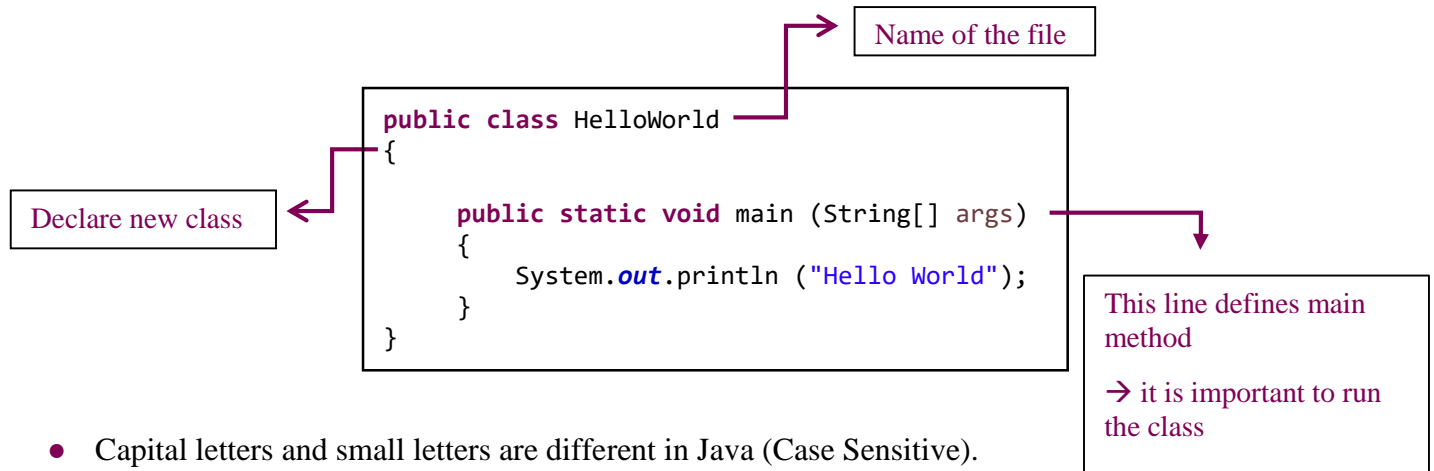 Name of the file
public class HelloWorld
{
Declare new class
public static void main (String[] args)
{
System.out.println ("Hello World");
}
}
This line defines main
method
→ it is important to run
the class
● Capital letters and small letters are different in Java (Case Sensitive).